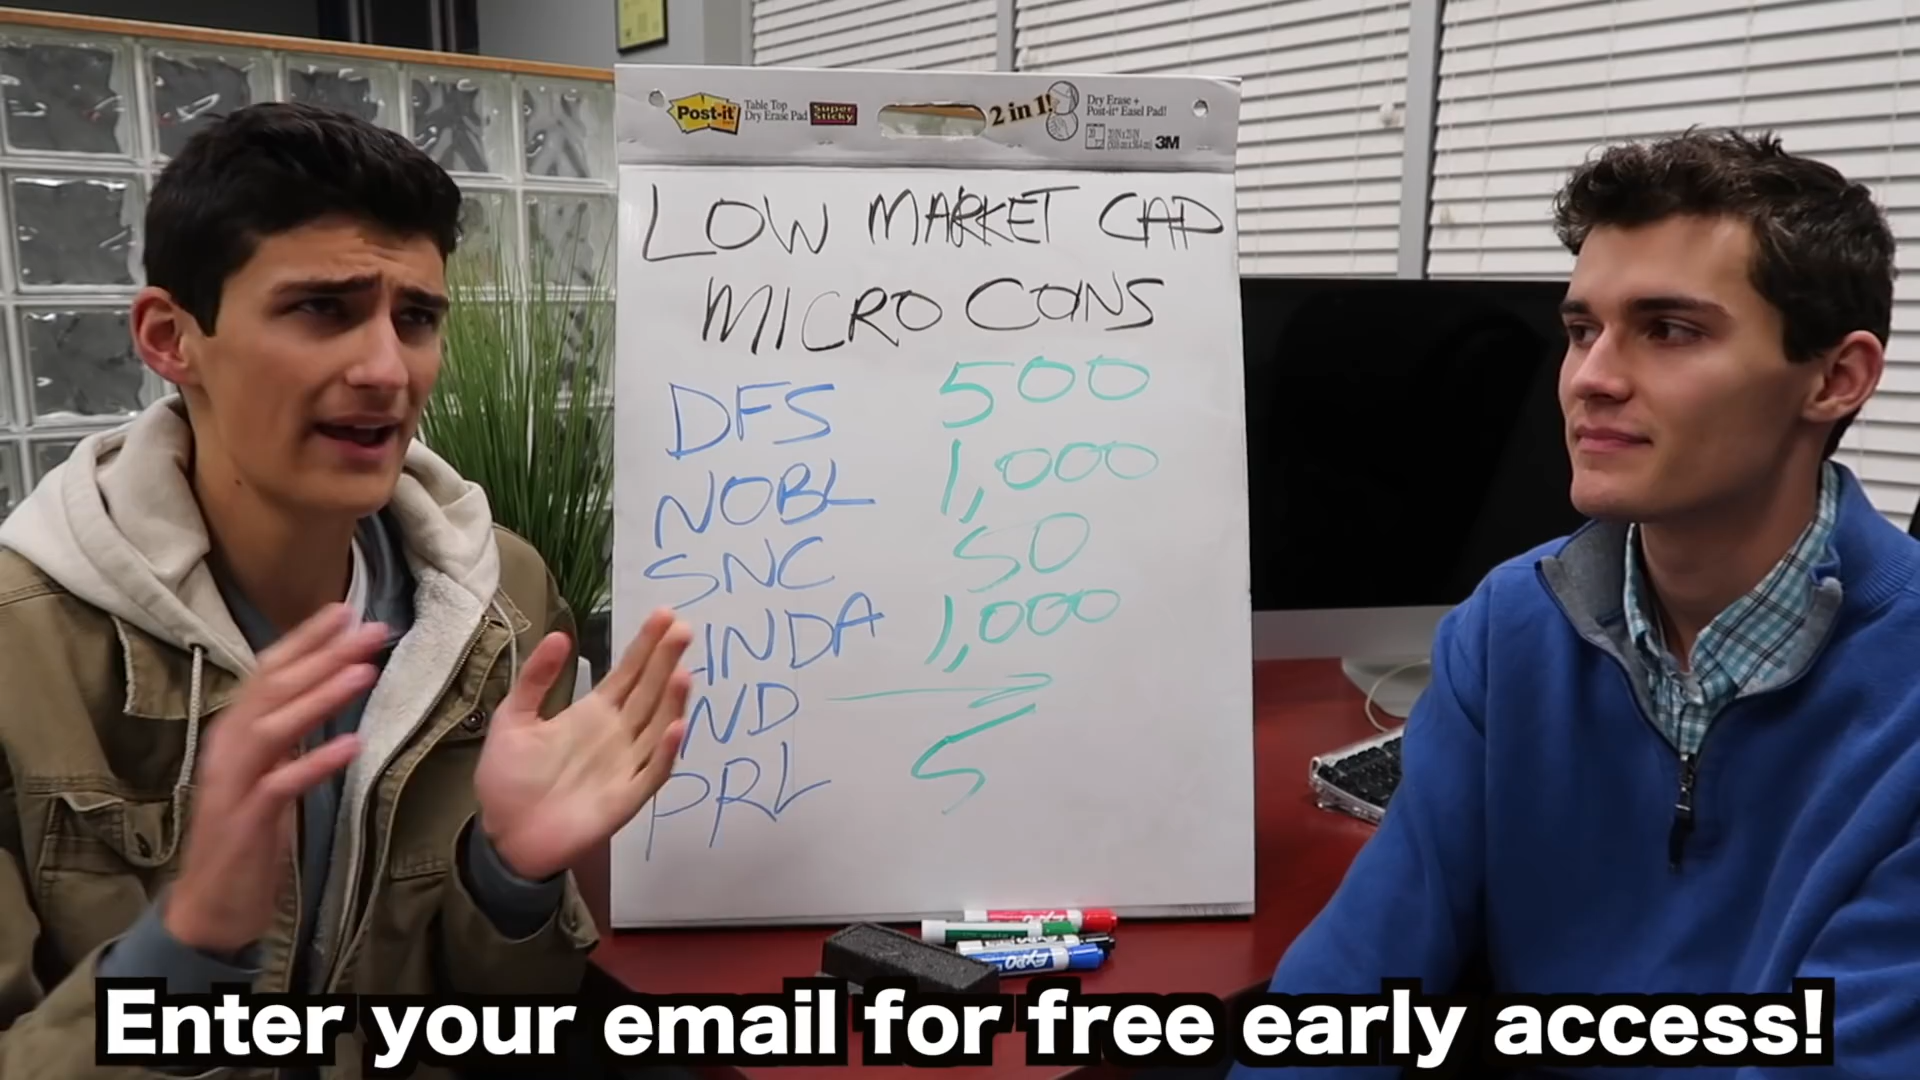 Post-it
Table Top
Dry Erase Pad
Super
Sticky
2 in 1!
Dry Erase +
Post-it® Easel Pad!
3M
LOW MARKET CAP
MICRO COINS
DFS 500
NOBL 1,000
SNC 50
INDA 1,000
ND
PRL 5
EXPO
Enter your email for free early access!